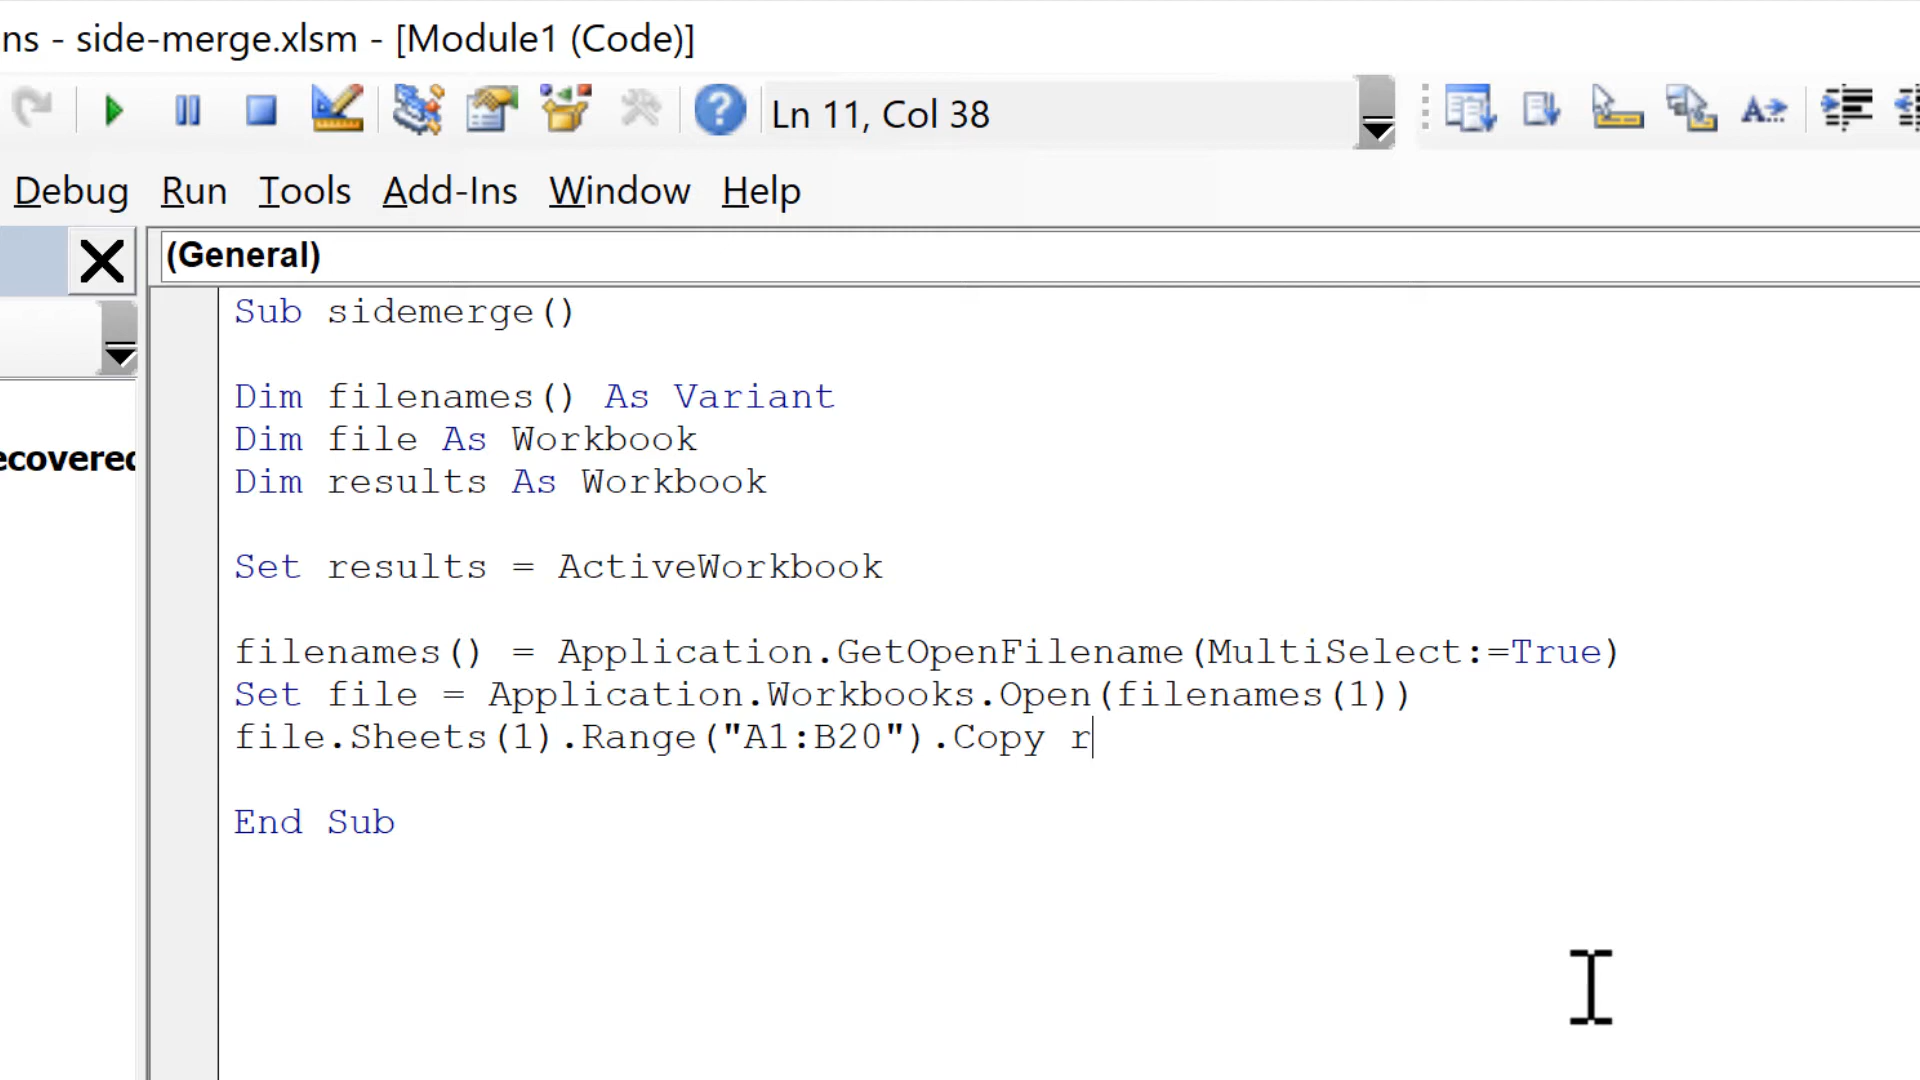 ns - side-merge.xlsm - [Module1 (Code)]
Ln 11, Col 38
Debug Run Tools Add-Ins Window Help
(General)
Sub sidemerge()
Dim filenames() As Variant
ecovered
Dim file As Workbook
Dim results As Workbook
Set results = ActiveWorkbook
filenames() = Application.GetOpenFilename(MultiSelect:=True)
Set file = Application.Workbooks.Open(filenames(1))
file.Sheets(1).Range("A1:B20").Copy r
End Sub